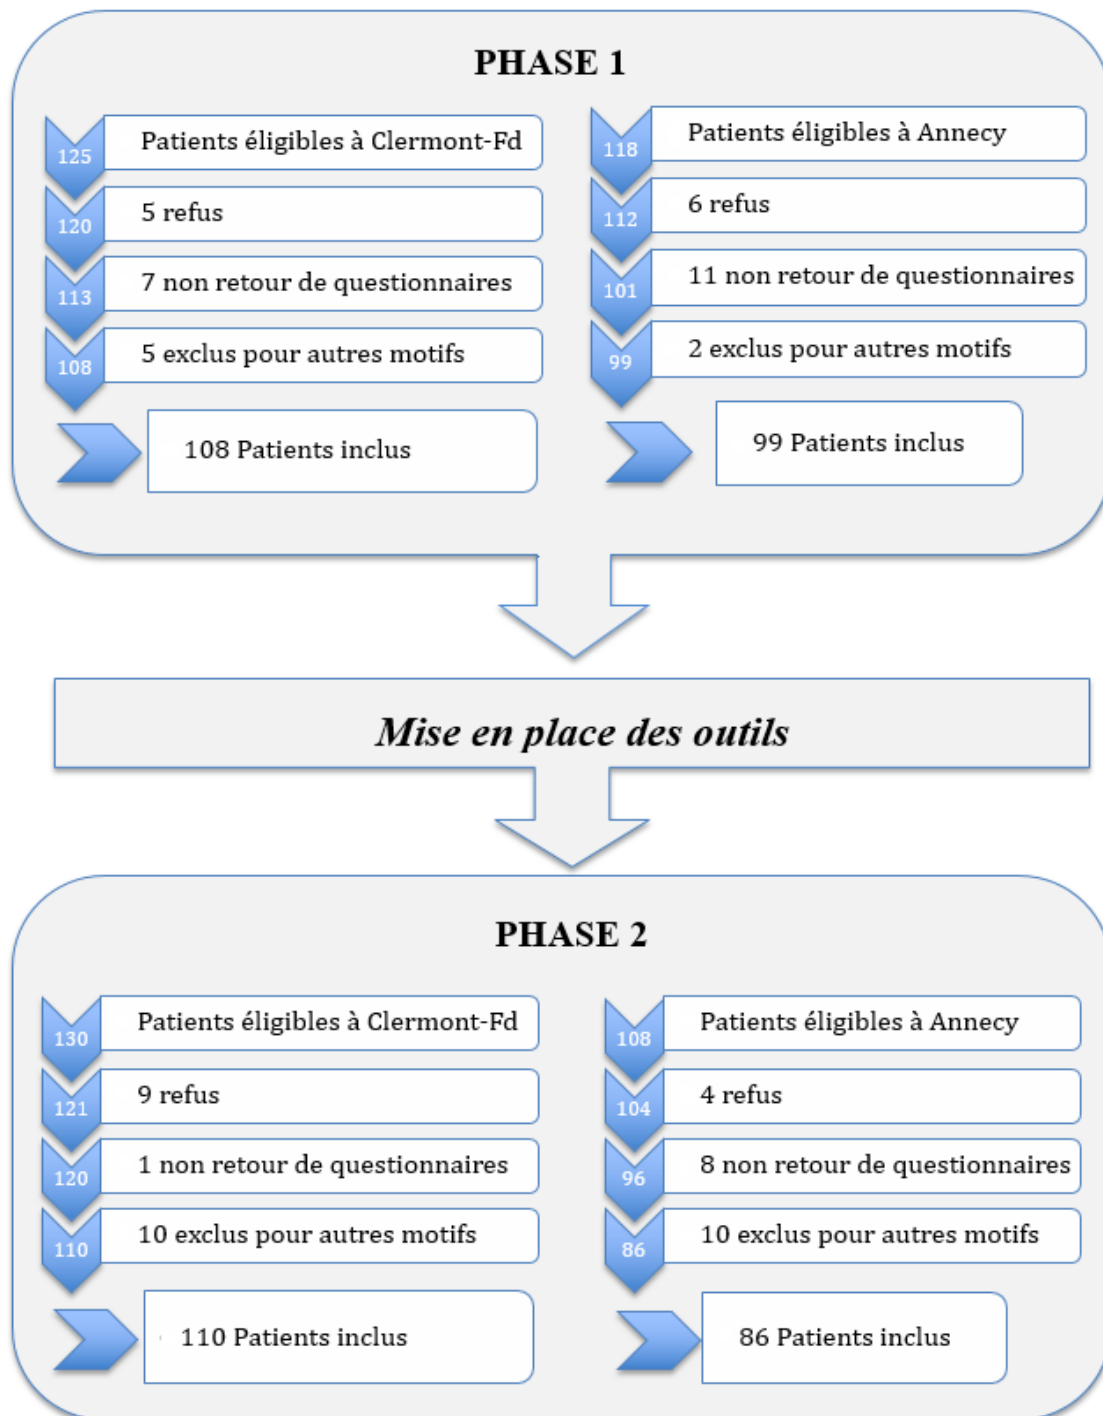 PHASE 1
125
Patients éligibles à Clermont-Fd
120
5 refus
113
7 non retour de questionnaires
108
5 exclus pour autres motifs
108 Patients inclus
118
Patients éligibles à Annecy
112
6 refus
101
11 non retour de questionnaires
99
2 exclus pour autres motifs
99 Patients inclus
Mise en place des outils
PHASE 2
130
Patients éligibles à Clermont-Fd
121
9 refus
120
1 non retour de questionnaires
110
10 exclus pour autres motifs
110 Patients inclus
108
Patients éligibles à Annecy
104
4 refus
96
8 non retour de questionnaires
86
10 exclus pour autres motifs
86 Patients inclus